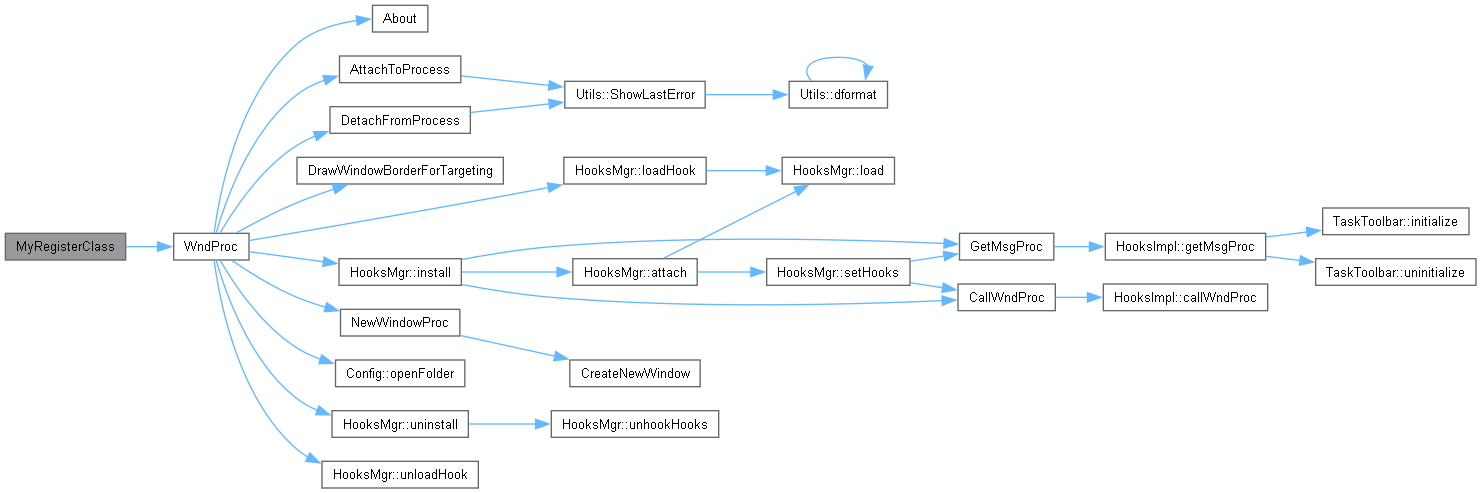 About
AttachToProcess
Utils::ShowLastError
Utils::dformat
DetachFromProcess
DrawWindowBorderForTargeting
HooksMgr::loadHook
HooksMgr::load
MyRegisterClass
WndProc
HooksMgr::install
HooksMgr::attach
HooksMgr::setHooks
GetMsgProc
HooksImpl::getMsgProc
TaskToolbar::initialize
TaskToolbar::uninitialize
CallWndProc
HooksImpl::callWndProc
NewWindowProc
CreateNewWindow
Config::openFolder
HooksMgr::uninstall
HooksMgr::unhookHooks
HooksMgr::unloadHook